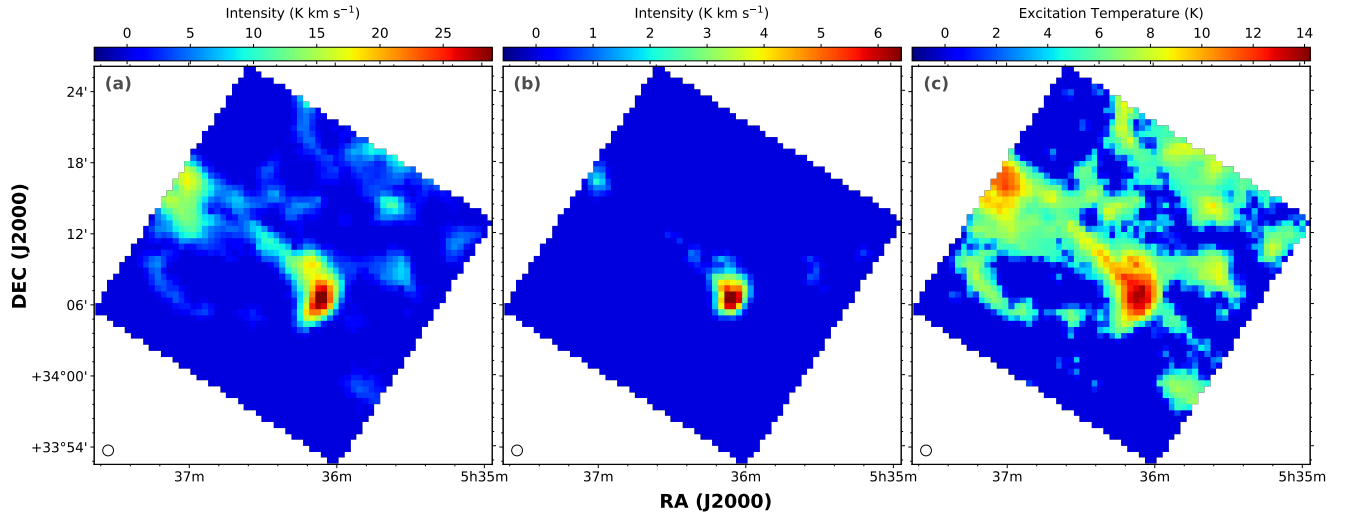 Intensity (K km s⁻¹) Intensity (K km s⁻¹) Excitation Temperature (K)
0 5 10 15 20 25 0 1 2 3 4 5 6 0 2 4 6 8 10 12 14
(a) (b) (c)
24'
18'
12'
06'
+34°00'
+33°54'
DEC (J2000)
37m 36m 5h35m 37m 36m 5h35m 37m 36m 5h35m
RA (J2000)